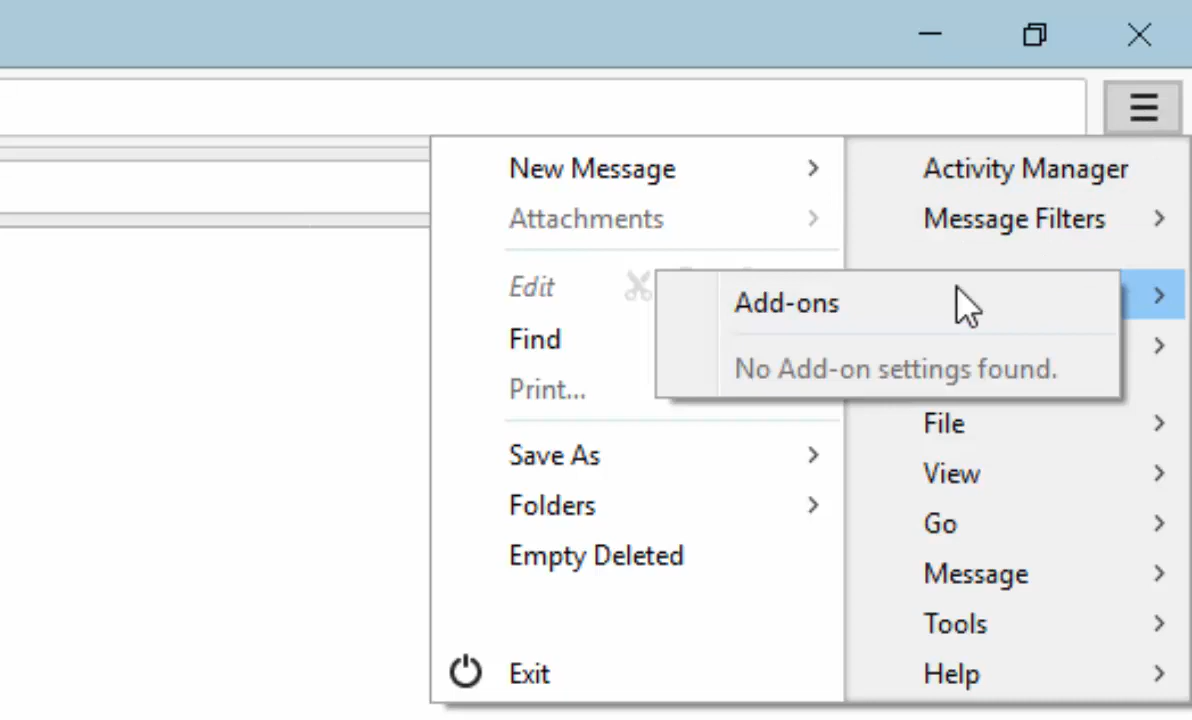 New Message
Attachments
Edit
Find
Print...
Save As
Folders
Empty Deleted
Exit
Activity Manager
Message Filters
Add-ons
No Add-on settings found.
File
View
Go
Message
Tools
Help